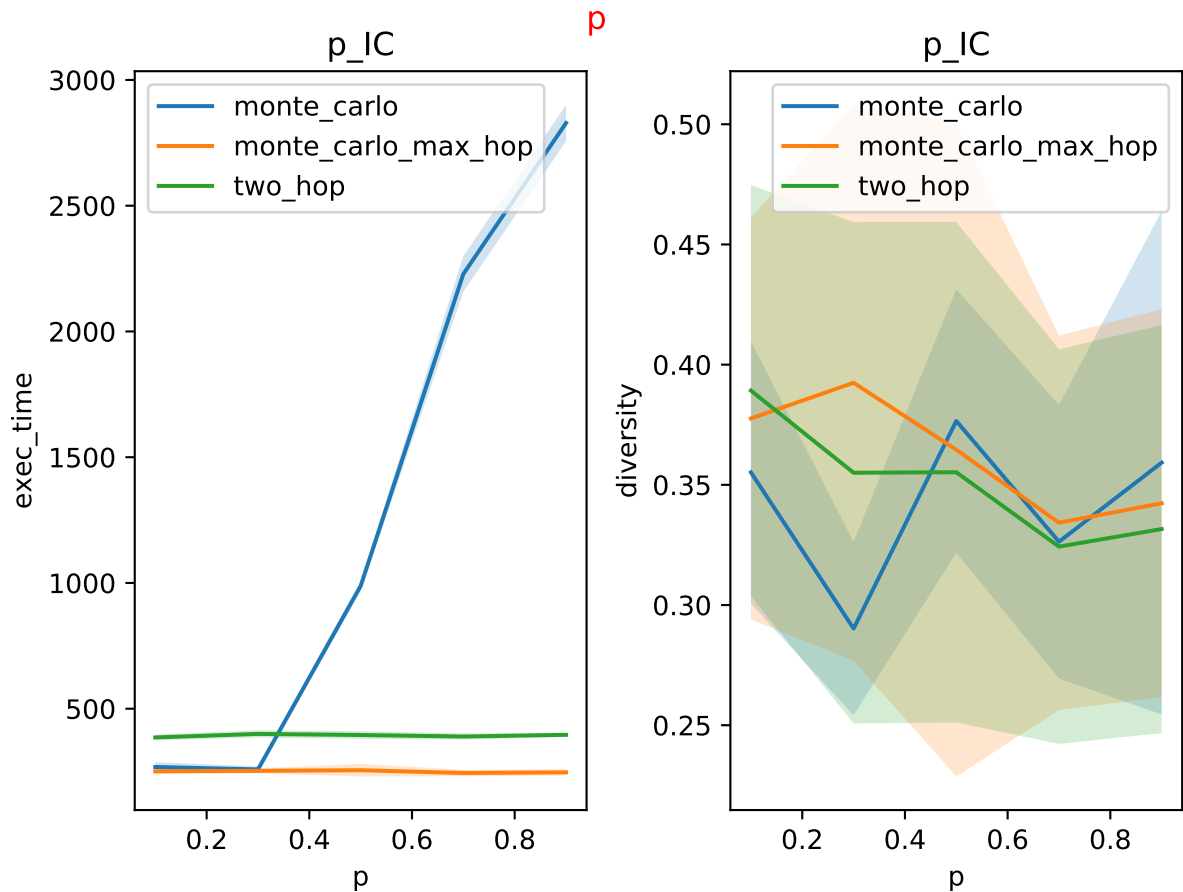 p
p_IC
3000
2500
2000
1500
1000
500
exec_time
0.2
0.4
0.6
0.8
p
monte_carlo
monte_carlo_max_hop
two_hop
p_IC
0.50
0.45
0.40
0.35
0.30
0.25
diversity
0.2
0.4
0.6
0.8
p
monte_carlo
monte_carlo_max_hop
two_hop